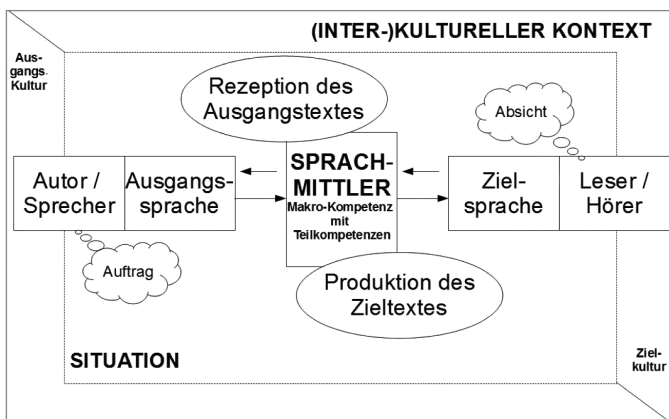 (INTER-)KULTURELLER KONTEXT
Aus-
gangs-
Kultur
Rezeption des
Ausgangstextes
Absicht
Autor /
Sprecher
Ausgangs-
sprache
SPRACH-
MITTLER
Makro-Kompetenz
mit
Teilkompetenzen
Ziel-
sprache
Leser /
Hörer
Auftrag
Produktion des
Zieltextes
SITUATION
Ziel-
kultur